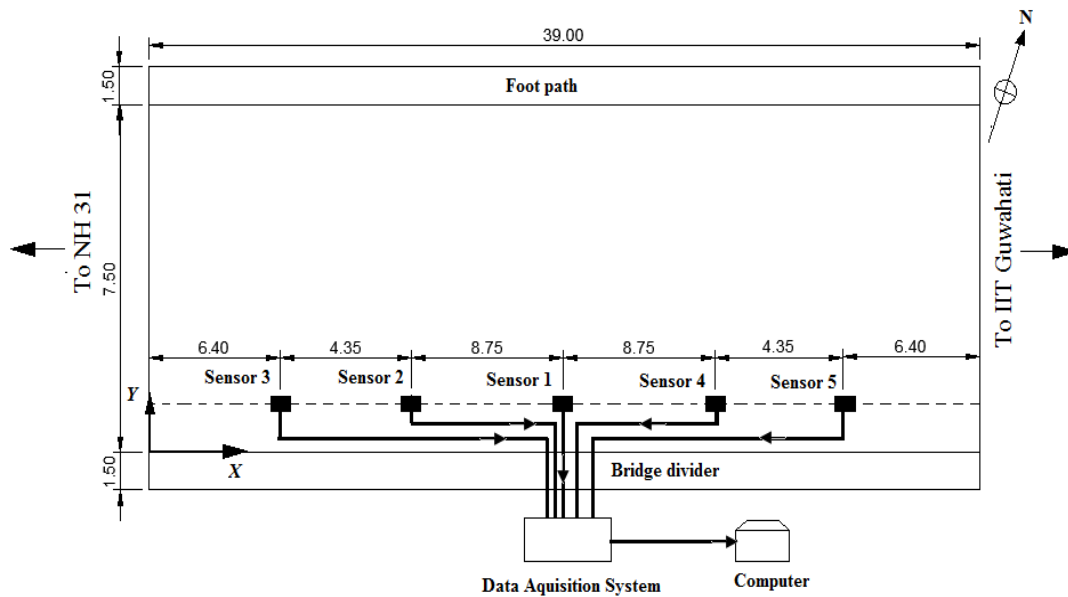 39.00
N
1.50
Foot path
To NH 31
7.50
To IIT Guwahati
6.40 4.35 8.75 8.75 4.35 6.40
Sensor 3 Sensor 2 Sensor 1 Sensor 4 Sensor 5
Y
X
1.50
Bridge divider
Data Aquisition System
Computer